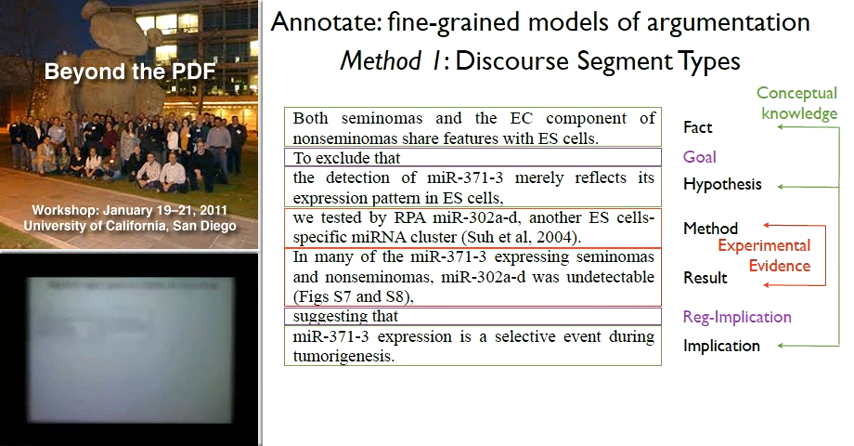 Beyond the PDF
Workshop: January 19–21, 2011
University of California, San Diego
Annotate: fine-grained models of argumentation
Method 1: Discourse Segment Types
Both seminomas and the EC component of
nonseminomas share features with ES cells.
To exclude that
the detection of miR-371-3 merely reflects its
expression pattern in ES cells,
we tested by RPA miR-302a-d, another ES cells-
specific miRNA cluster (Suh et al, 2004).
In many of the miR-371-3 expressing seminomas
and nonseminomas, miR-302a-d was undetectable
(Figs S7 and S8),
suggesting that
miR-371-3 expression is a selective event during
tumorigenesis.
Fact
Goal
Hypothesis
Method
Result
Reg-Implication
Implication
Conceptual
knowledge
Experimental
Evidence